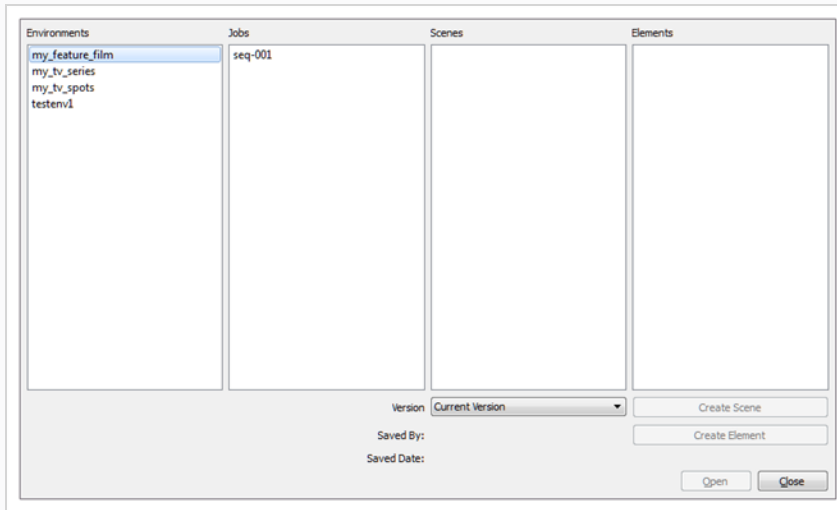 Environments
Jobs
Scenes
Elements
my_feature_film
my_tv_series
my_tv_spots
testenv1
seq-001
Version
Current Version
Create Scene
Saved By:
Create Element
Saved Date:
Open
Close